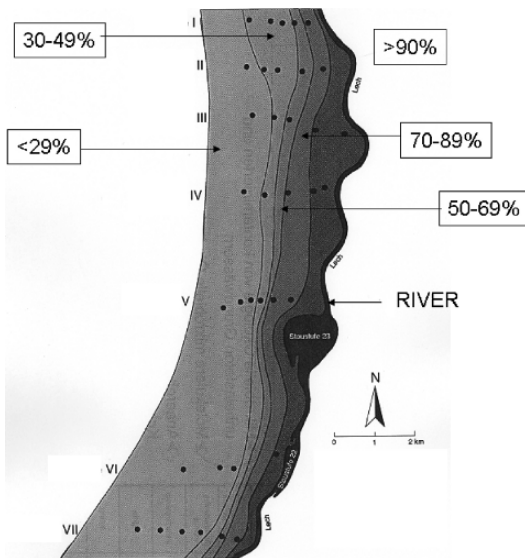 I
30-49%
>90%
II
Lech
III
<29%
70-89%
IV
50-69%
Lech
V
RIVER
Staustufe 23
N
0 1 2 km
VI
Staustufe 22
VII
Lech